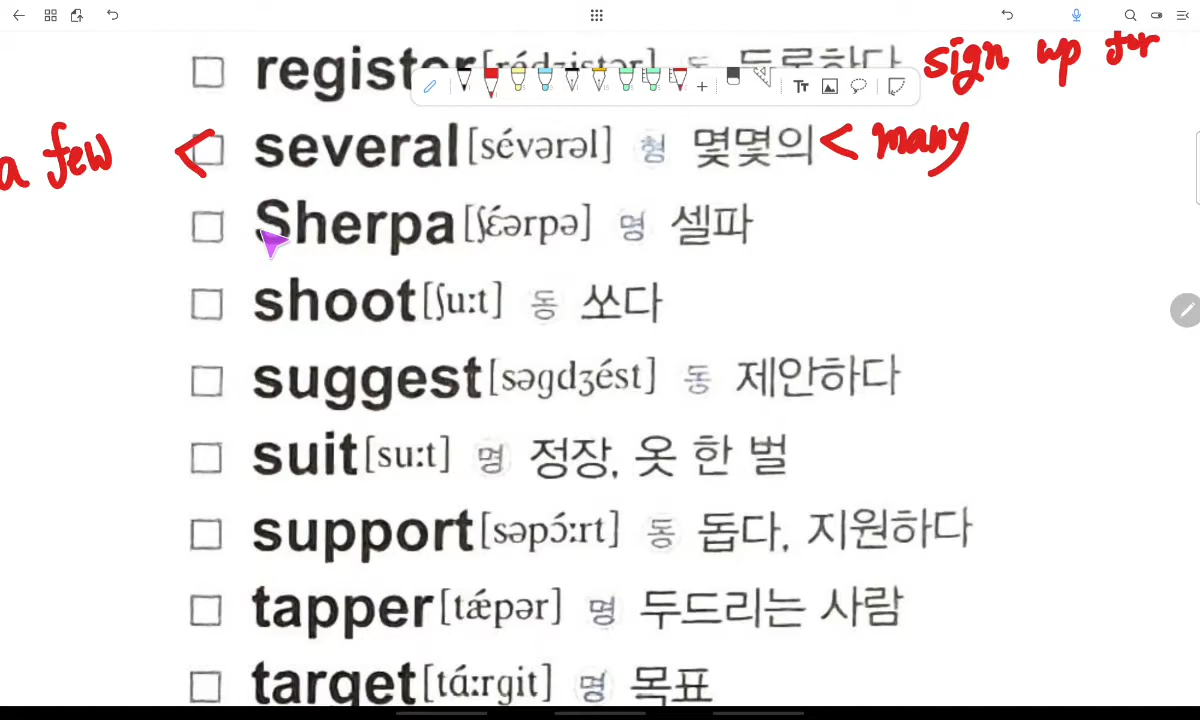 register 등록하다 sign up for
a few < several [sévərəl] 형 몇몇의 < many
Sherpa [ʃɛ́ərpə] 명 셀파
shoot [ʃuːt] 동 쏘다
suggest [səgdʒést] 동 제안하다
suit [suːt] 명 정장, 옷 한 벌
support [səpɔ́ːrt] 동 돕다, 지원하다
tapper [tǽpər] 명 두드리는 사람
target [tɑ́ːrgit] 명 목표